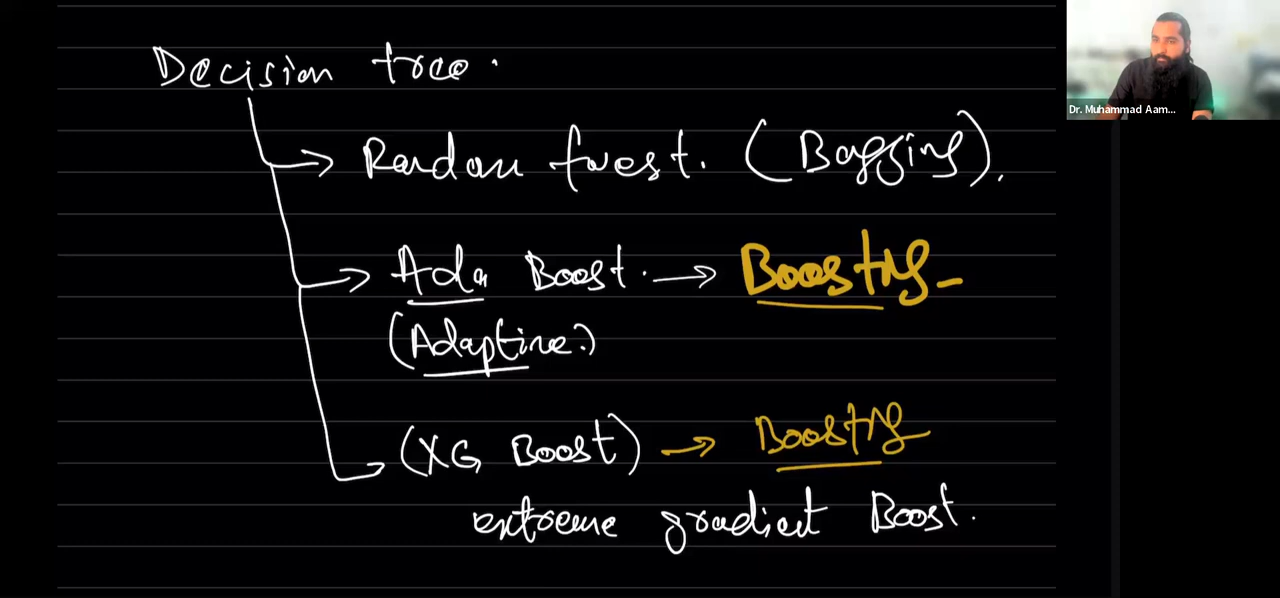 Decision tree.
Dr. Muhammad Aam...
→ Random forest. (Bagging).
→ Ada Boost. → Boosting
(Adaptive)
(XG Boost) → Boosting
extreme gradient Boost.